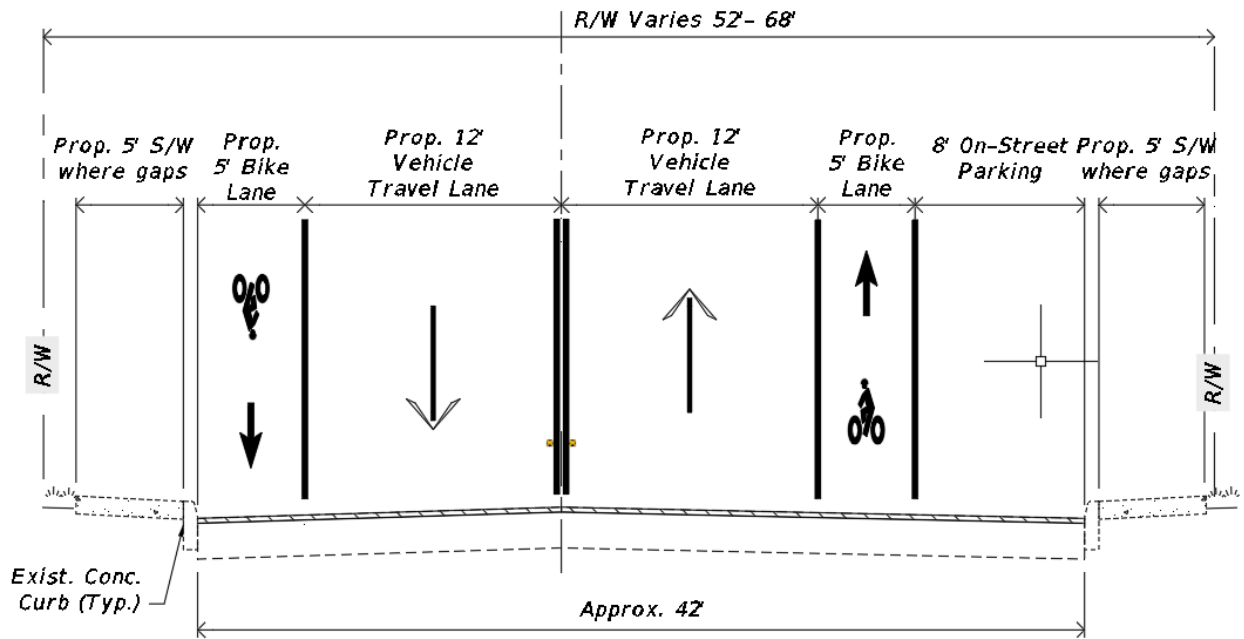 R/W Varies 52'- 68'
Prop. 5' S/W
where gaps
Prop.
5' Bike
Lane
Prop. 12'
Vehicle
Travel Lane
Prop. 12'
Vehicle
Travel Lane
Prop.
5' Bike
Lane
8' On-Street
Parking
Prop. 5' S/W
where gaps
R/W
R/W
Exist. Conc.
Curb (Typ.)
Approx. 42'